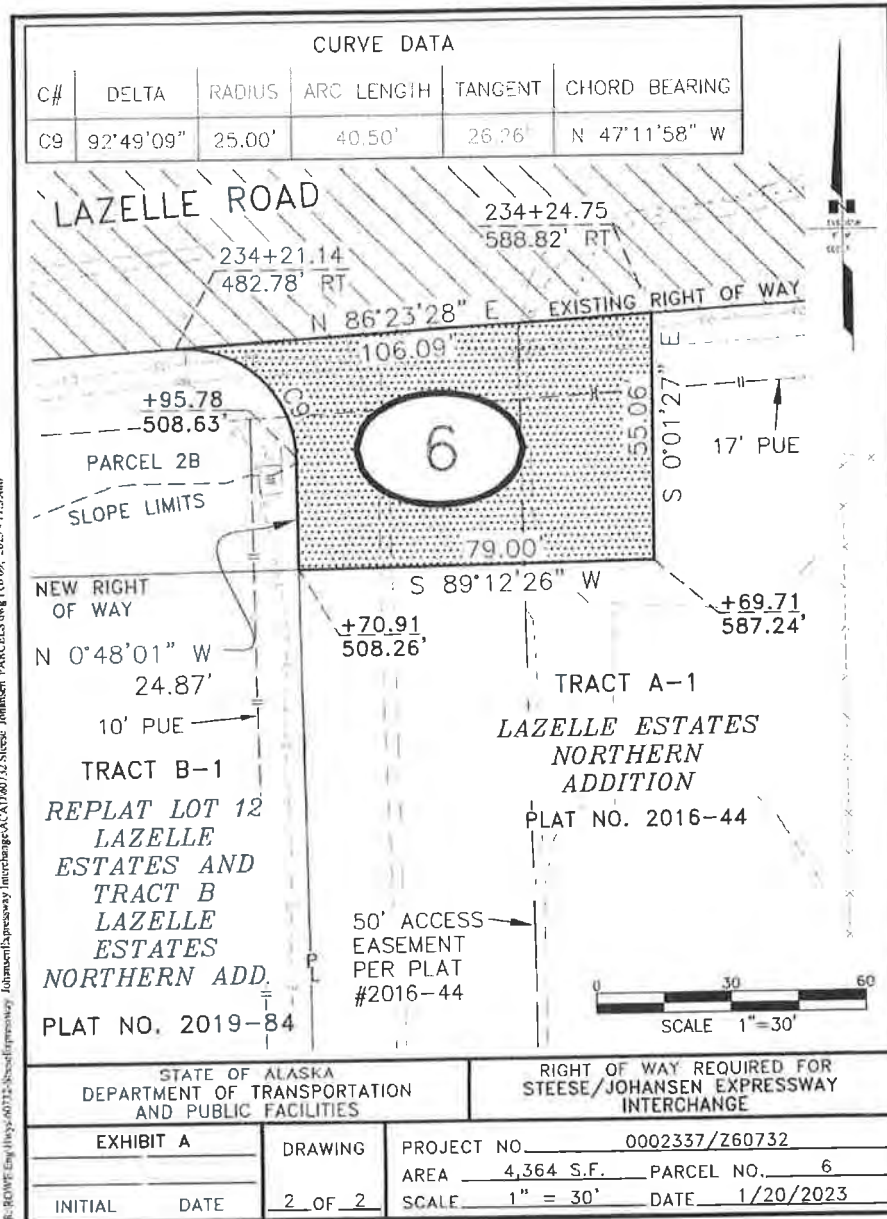 CURVE DATA
C# DELTA RADIUS ARC LENGTH TANGENT CHORD BEARING
C9 92°49'09" 25.00' 40.50' 26.26' N 47°11'58" W
LAZELLE ROAD
234+21.14
482.78' RT
234+24.75
588.82' RT
N 86°23'28" E
EXISTING RIGHT OF WAY
106.09'
C9
+95.78
508.63'
6
55.06'
S 0°01'27" E
17' PUE
PARCEL 2B
SLOPE LIMITS
79.00'
S 89°12'26" W
NEW RIGHT
OF WAY
+70.91
508.26'
+69.71
587.24'
N 0°48'01" W
24.87'
10' PUE
TRACT A-1
LAZELLE ESTATES
NORTHERN
ADDITION
PLAT NO. 2016-44
TRACT B-1
REPLAT LOT 12
LAZELLE
ESTATES AND
TRACT B
LAZELLE
ESTATES
NORTHERN ADD.
PLAT NO. 2019-84
50' ACCESS
EASEMENT
PER PLAT
#2016-44
PL
0 30 60
SCALE 1"=30'
STATE OF ALASKA
DEPARTMENT OF TRANSPORTATION
AND PUBLIC FACILITIES
RIGHT OF WAY REQUIRED FOR
STEESE/JOHANSEN EXPRESSWAY
INTERCHANGE
EXHIBIT A
INITIAL DATE
DRAWING
2 OF 2
PROJECT NO. 0002337/Z60732
AREA 4,364 S.F. PARCEL NO. 6
SCALE 1" = 30' DATE 1/20/2023